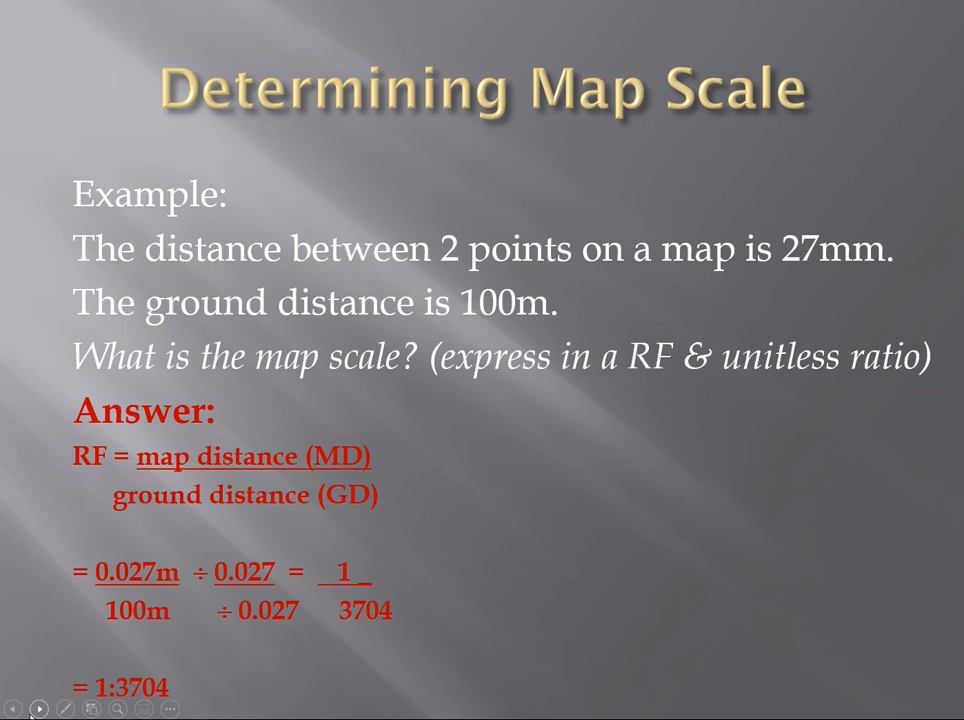 Determining Map Scale
Example:
The distance between 2 points on a map is 27mm.
The ground distance is 100m.
What is the map scale? (express in a RF & unitless ratio)
Answer:
RF = map distance (MD)
ground distance (GD)
= 0.027m ÷ 0.027 = 1 _
100m ÷ 0.027 3704
= 1:3704